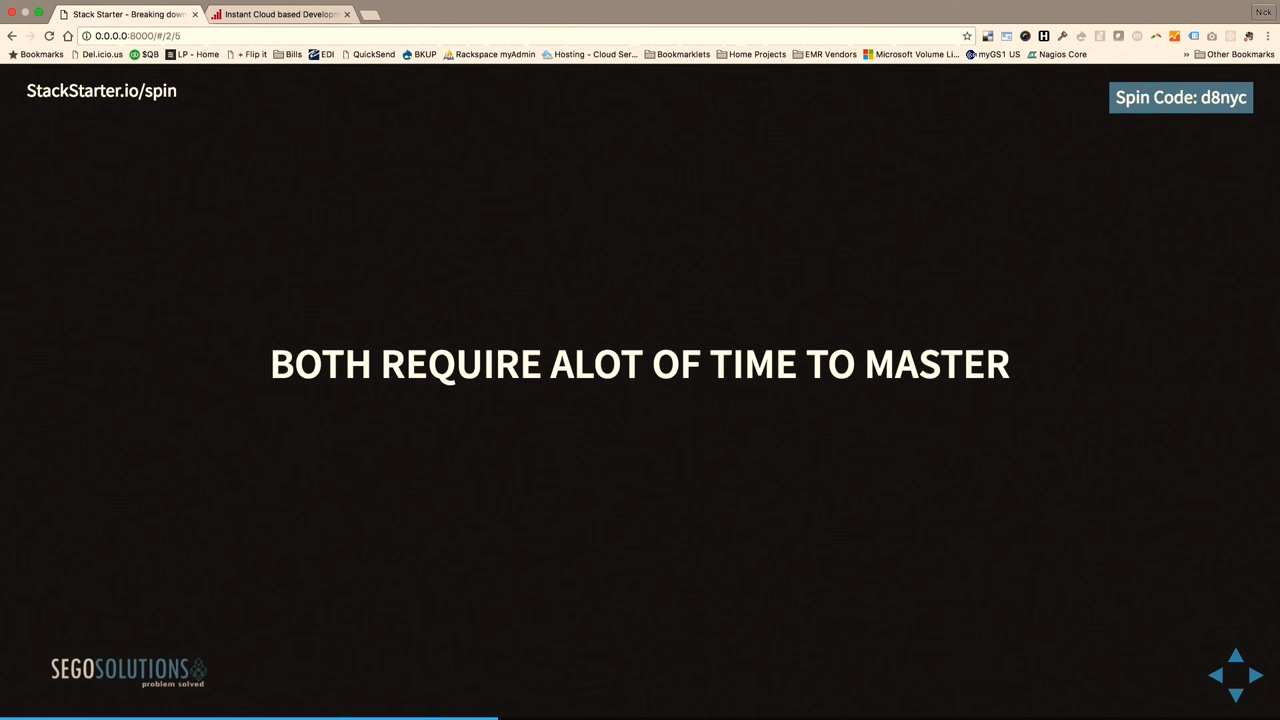 Stack Starter - Breaking down
Instant Cloud based Developm
Nick
0.0.0.0:8000/#/2/5
Bookmarks
Del.icio.us
$QB
LP - Home
+ Flip it
Bills
EDI
QuickSend
BKUP
Rackspace myAdmin
Hosting - Cloud Ser...
Bookmarklets
Home Projects
EMR Vendors
Microsoft Volume Li...
myGS1 US
Nagios Core
»
Other Bookmarks
StackStarter.io/spin
Spin Code: d8nyc
BOTH REQUIRE ALOT OF TIME TO MASTER
SEGOSOLUTIONS
problem solved